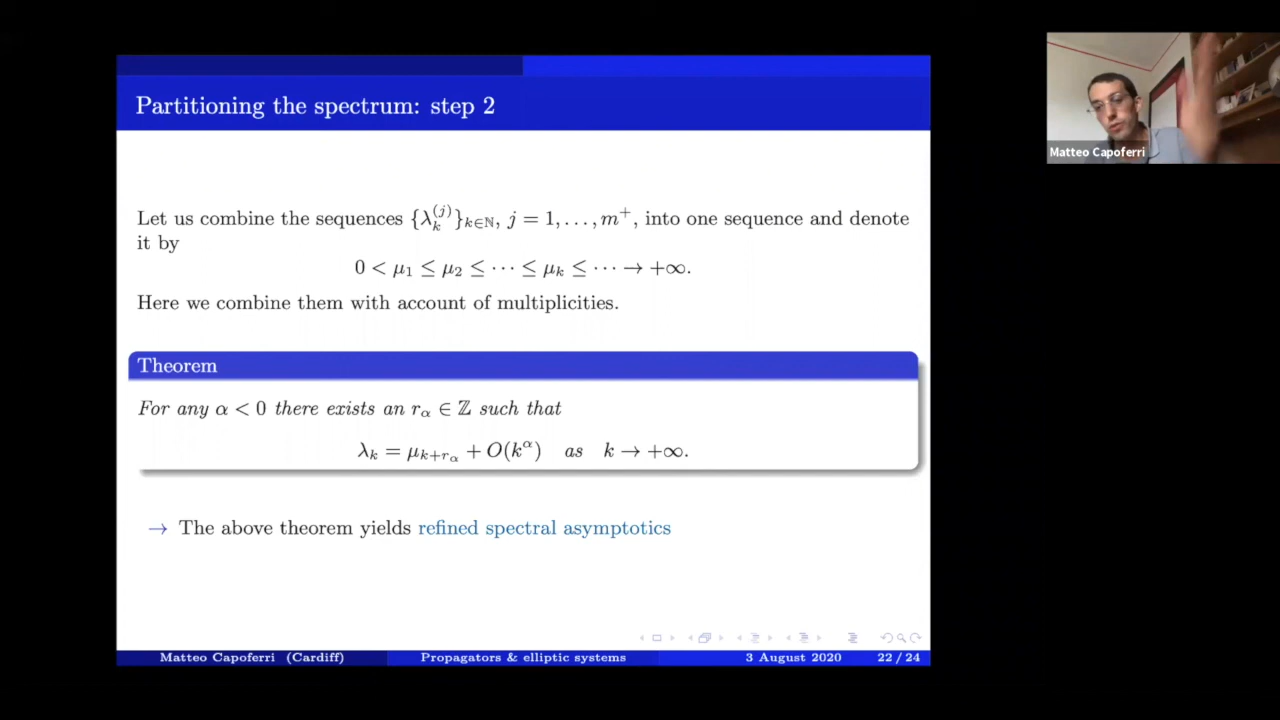 Partitioning the spectrum: step 2
Matteo Capoferri
Let us combine the sequences {λ_k^{(j)}}_{k∈ℕ}, j = 1, . . . , m⁺, into one sequence and denote
it by
0 < μ₁ ≤ μ₂ ≤ ··· ≤ μ_k ≤ ··· → +∞.
Here we combine them with account of multiplicities.
Theorem
For any α < 0 there exists an r_α ∈ ℤ such that
λ_k = μ_{k+r_α} + O(k^α) as k → +∞.
→ The above theorem yields refined spectral asymptotics
Matteo Capoferri (Cardiff) Propagators & elliptic systems 3 August 2020 22 / 24